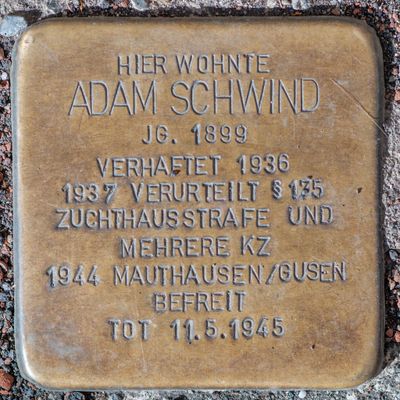 HIER WOHNTE
ADAM SCHWIND
JG. 1899
VERHAFTET 1936
1937 VERURTEILT § 175
ZUCHTHAUSSTRAFE UND
MEHRERE KZ
1944 MAUTHAUSEN/GUSEN
BEFREIT
TOT 11.5.1945